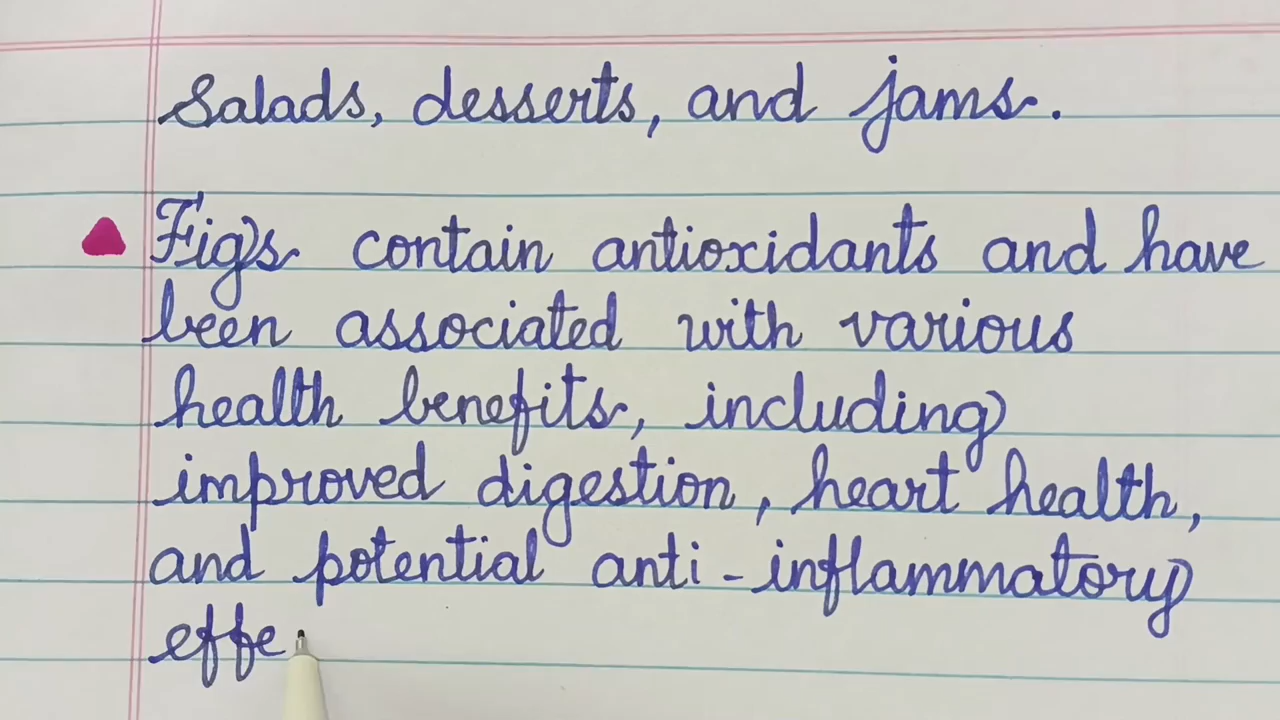 Salads, desserts, and jams.
Figs contain antioxidants and have
been associated with various
health benefits, including
improved digestion, heart health,
and potential anti-inflammatory
effe